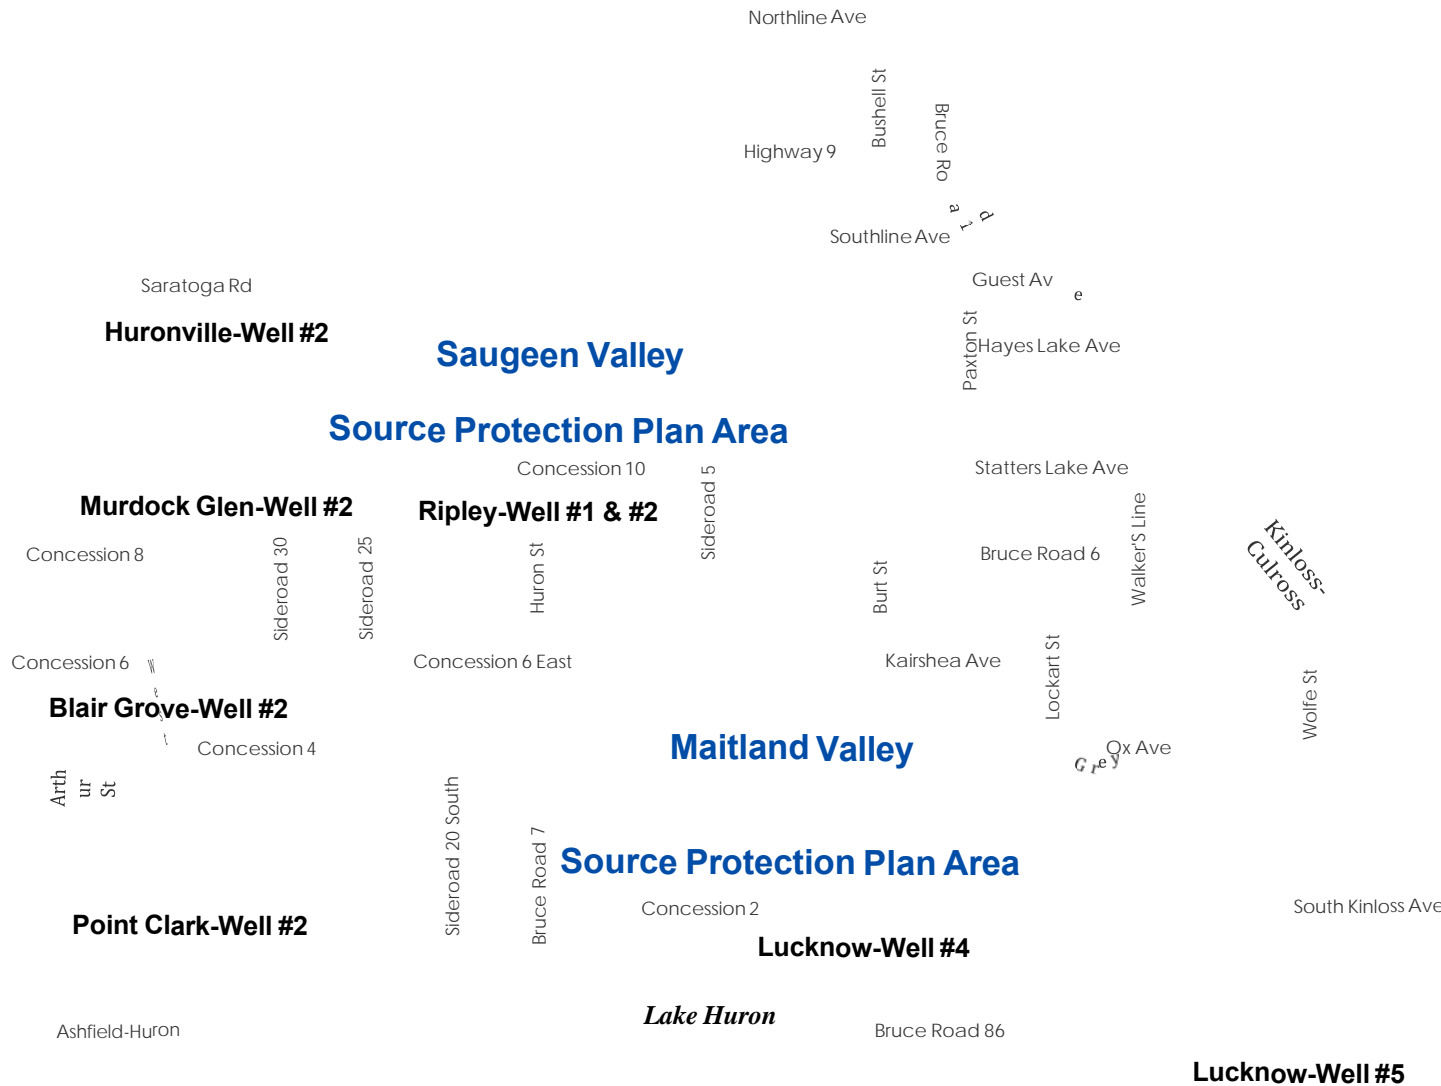 Northline Ave
Bushell St
Bruce Ro
a
d
1
Highway 9
Southline Ave
Saratoga Rd
Guest Av
e
Huronville-Well #2
Paxton St
Hayes Lake Ave
Saugeen Valley
Source Protection Plan Area
Concession 10
Sideroad 5
Statters Lake Ave
Murdock Glen-Well #2
Ripley-Well #1 & #2
Walker'S Line
Kinloss-
Culross
Concession 8
Sideroad 30
Sideroad 25
Huron St
Burt St
Bruce Road 6
Concession 6
W
e
s
t
Concession 6 East
Kairshea Ave
Lockart St
Wolfe St
Blair Grove-Well #2
Concession 4
Maitland Valley
Grey
Ox Ave
Arth
ur
St
Sideroad 20 South
Bruce Road 7
Source Protection Plan Area
Concession 2
South Kinloss Ave
Point Clark-Well #2
Lucknow-Well #4
Lake Huron
Ashfield-Huron
Bruce Road 86
Lucknow-Well #5